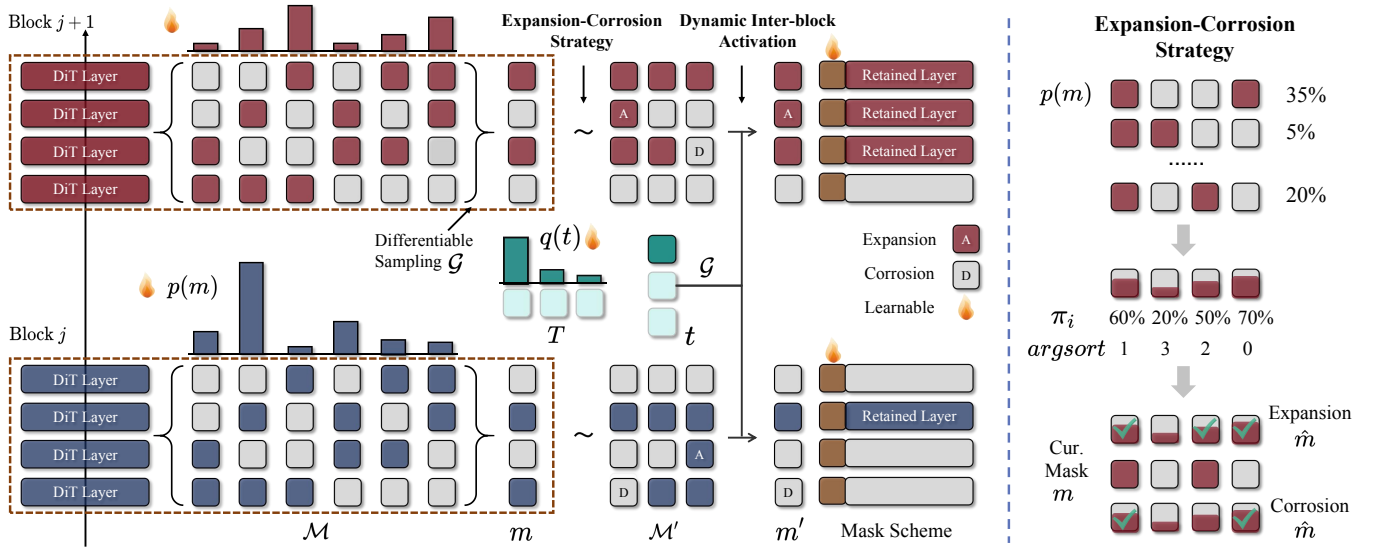 Block j + 1
Expansion-Corrosion
Strategy
Dynamic Inter-block
Activation
DiT Layer
DiT Layer
DiT Layer
DiT Layer
A
D
A
Retained Layer
Retained Layer
Retained Layer
~
Differentiable
Sampling 𝒢
q(t)
T
𝒢
t
Expansion A
Corrosion D
Learnable
p(m)
Block j
DiT Layer
DiT Layer
DiT Layer
DiT Layer
~
A
D
D
Retained Layer
ℳ
m
ℳ′
m′
Mask Scheme
Expansion-Corrosion
Strategy
p(m)
35%
5%
......
20%
π_i 60% 20% 50% 70%
argsort 1 3 2 0
Expansion
m̂
Cur.
Mask
m
Corrosion
m̂